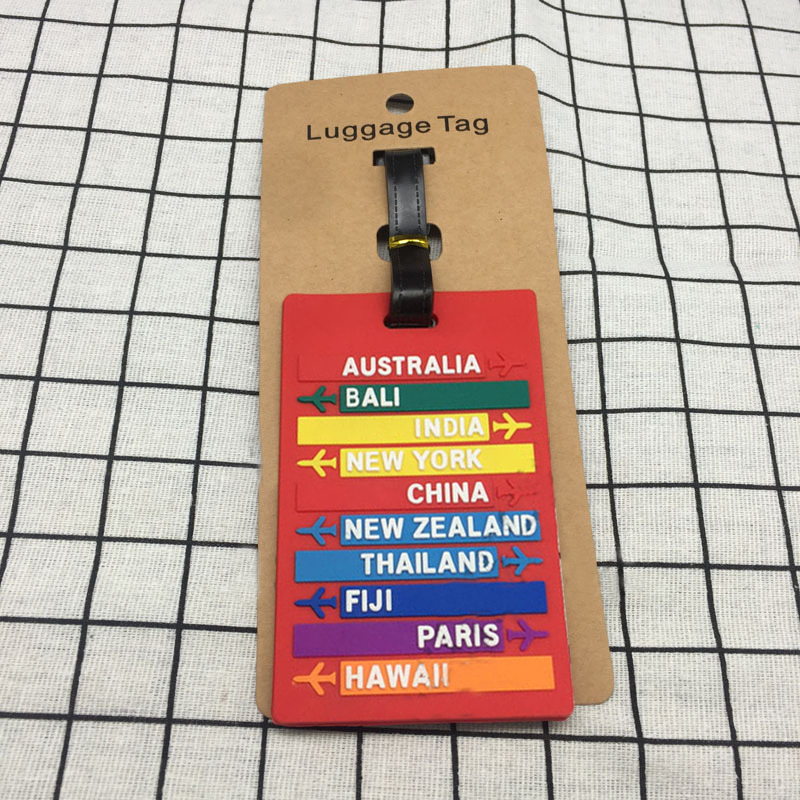 Luggage Tag
AUSTRALIA
BALI
INDIA
NEW YORK
CHINA
NEW ZEALAND
THAILAND
FIJI
PARIS
HAWAII